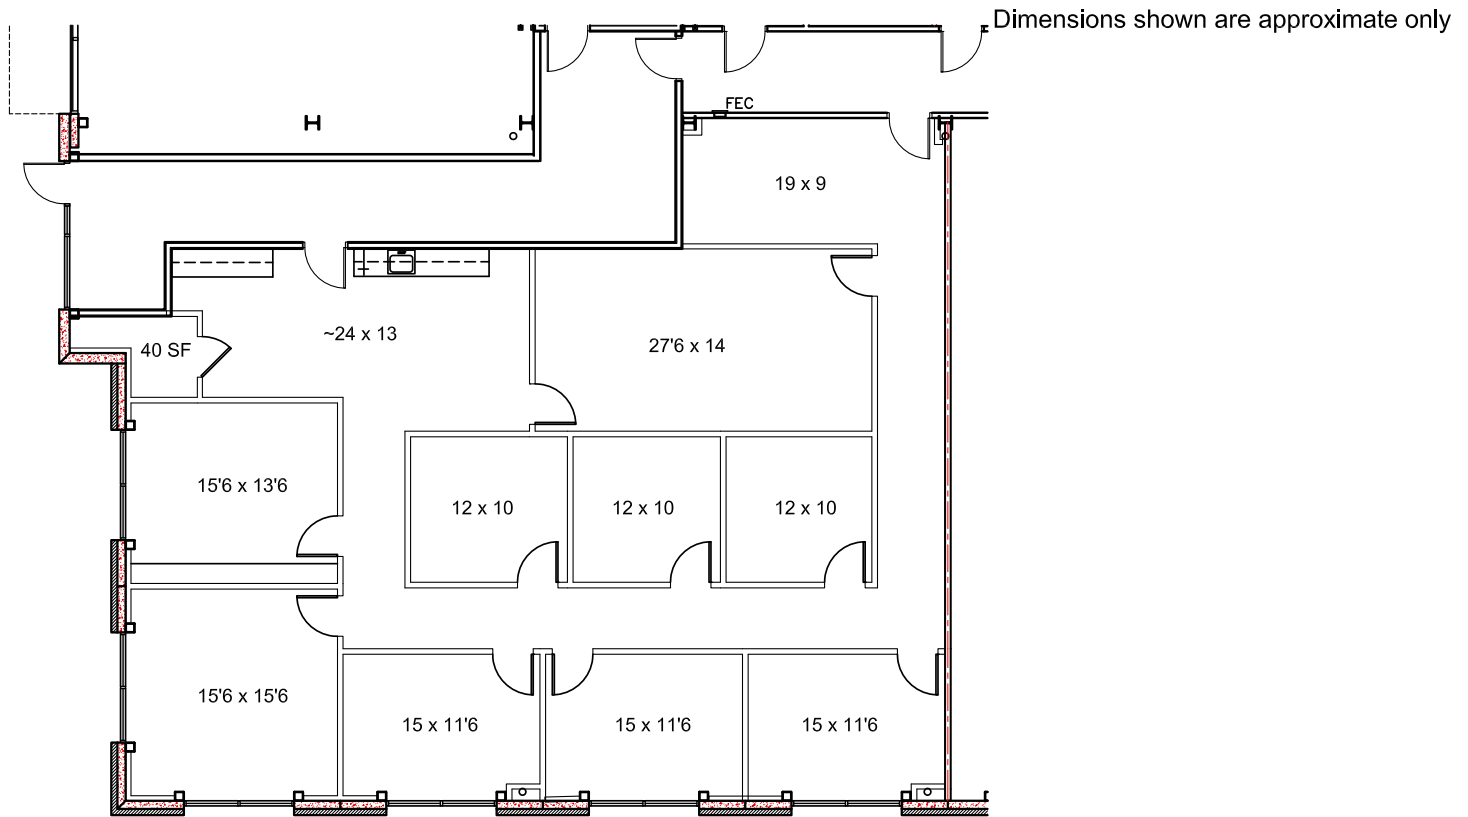 Dimensions shown are approximate only
FEC
19 x 9
~24 x 13
27'6 x 14
40 SF
15'6 x 13'6
12 x 10
12 x 10
12 x 10
15'6 x 15'6
15 x 11'6
15 x 11'6
15 x 11'6